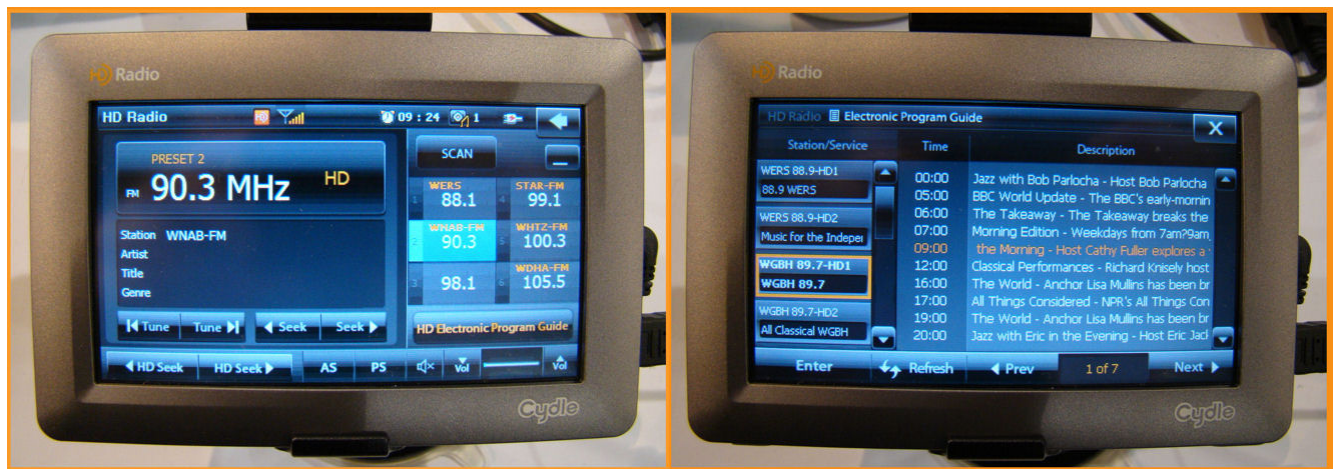 HD Radio
HD Radio
09 : 24
1
PRESET 2
FM 90.3 MHz HD
Station WNAB-FM
Artist
Title
Genre
Tune Tune Seek Seek
HD Seek HD Seek AS PS Vol Vol
SCAN
WERS
1 88.1
STAR-FM
4 99.1
WNAB-FM
2 90.3
WHTZ-FM
5 100.3
3 98.1
WDHA-FM
6 105.5
HD Electronic Program Guide
Cydle
HD Radio
HD Radio Electronic Program Guide
X
Station/Service Time Description
WERS 88.9-HD1
88.9 WERS
WERS 88.9-HD2
Music for the Indeper
WGBH 89.7-HD1
WGBH 89.7
WGBH 89.7-HD2
All Classical WGBH
00:00 Jazz with Bob Parlocha - Host Bob Parlocha
05:00 BBC World Update - The BBC's early-mornin
06:00 The Takeaway - The Takeaway breaks the
07:00 Morning Edition - Weekdays from 7am?9am,
09:00 the Morning - Host Cathy Fuller explores a
12:00 Classical Performances - Richard Knisely host
16:00 The World - Anchor Lisa Mullins has been br
17:00 All Things Considered - NPR's All Things Con
19:00 The World - Anchor Lisa Mullins has been br
20:00 Jazz with Eric in the Evening - Host Eric Jack
Enter Refresh Prev 1 of 7 Next
Cydle